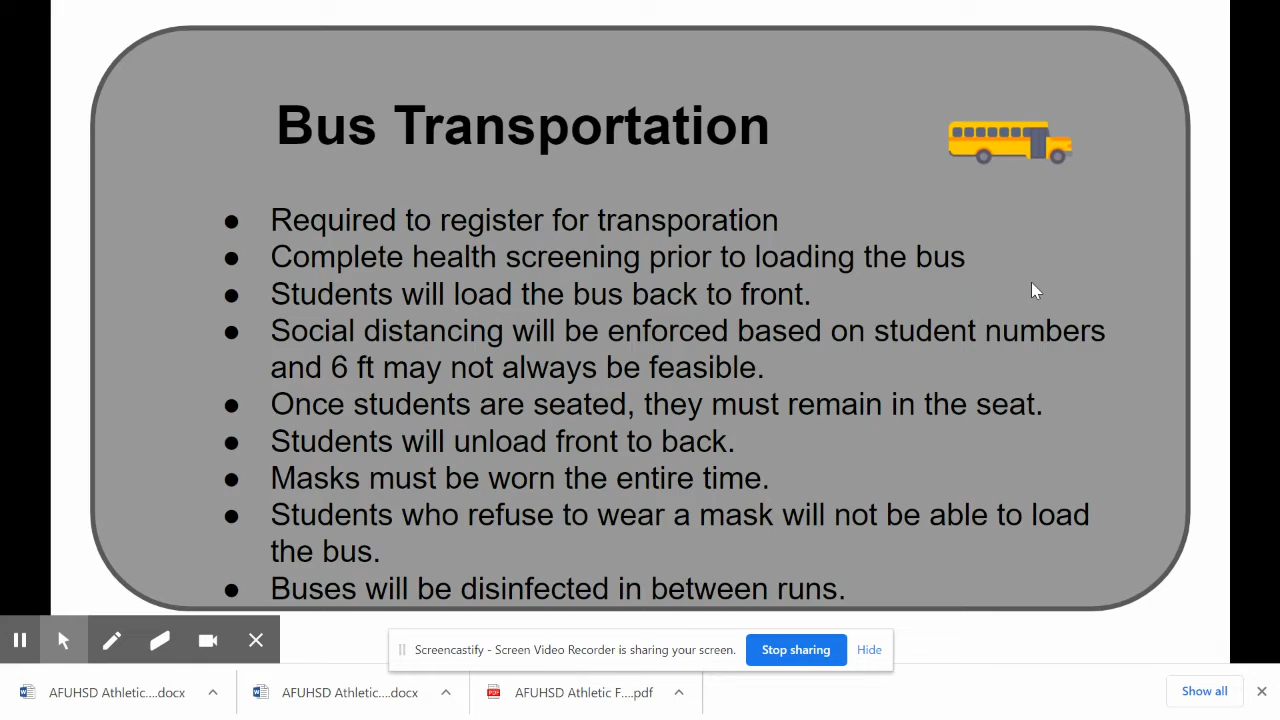 Bus Transportation
● Required to register for transporation
● Complete health screening prior to loading the bus
● Students will load the bus back to front.
● Social distancing will be enforced based on student numbers
and 6 ft may not always be feasible.
● Once students are seated, they must remain in the seat.
● Students will unload front to back.
● Masks must be worn the entire time.
● Students who refuse to wear a mask will not be able to load
the bus.
● Buses will be disinfected in between runs.
Screencastify - Screen Video Recorder is sharing your screen. Stop sharing Hide
AFUHSD Athletic....docx AFUHSD Athletic....docx PDF AFUHSD Athletic F....pdf Show all